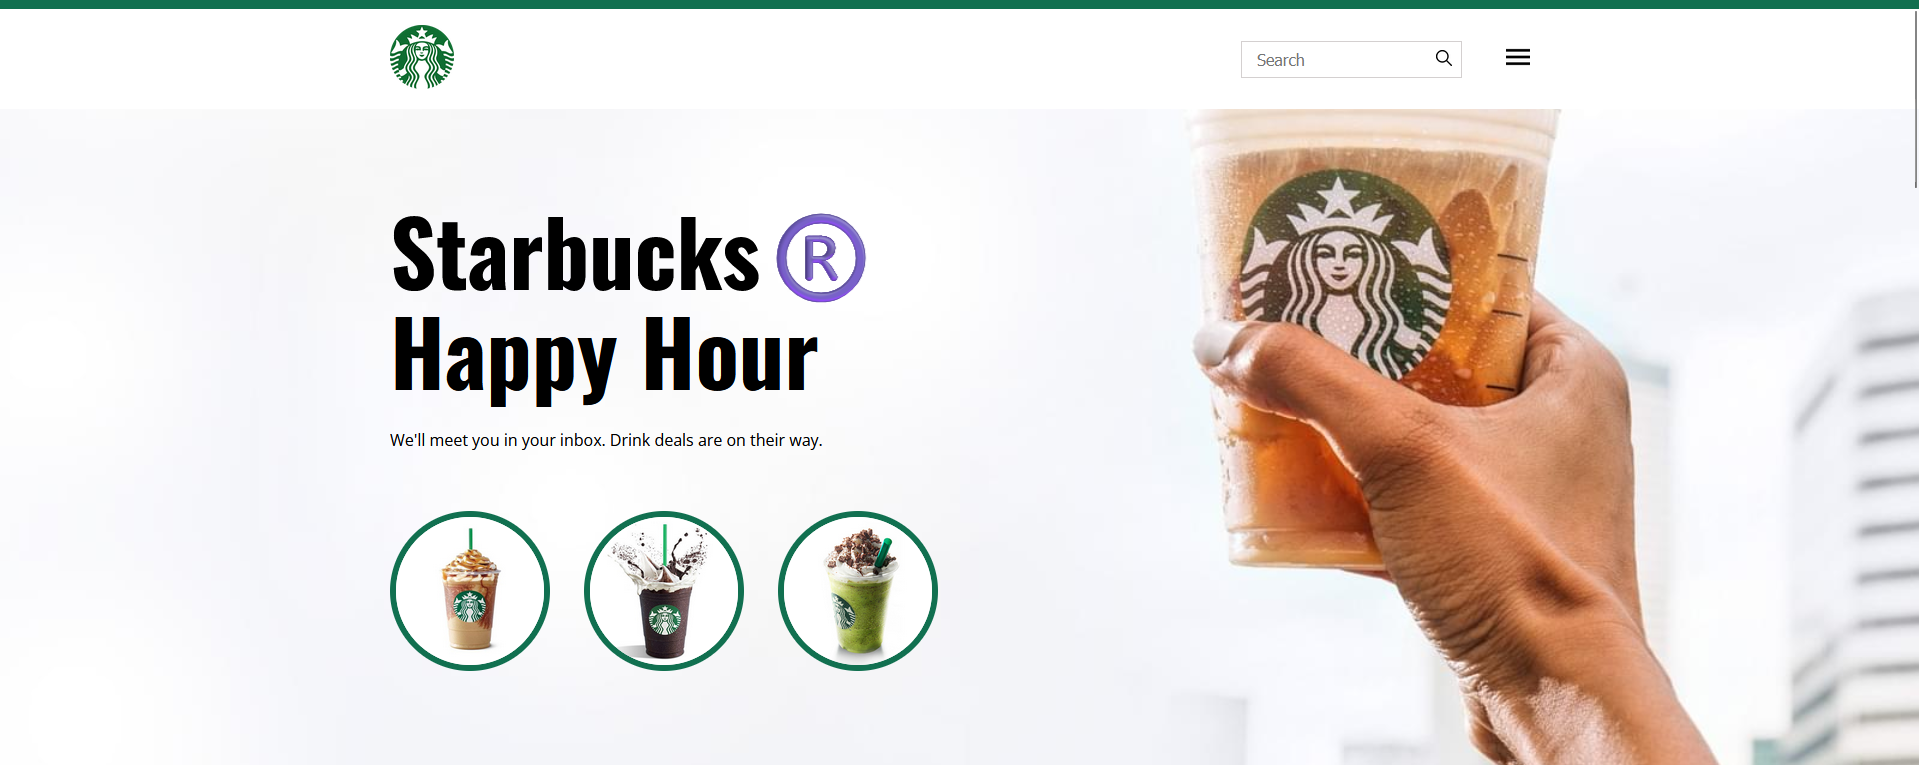 Search
Starbucks ®
Happy Hour
We'll meet you in your inbox. Drink deals are on their way.